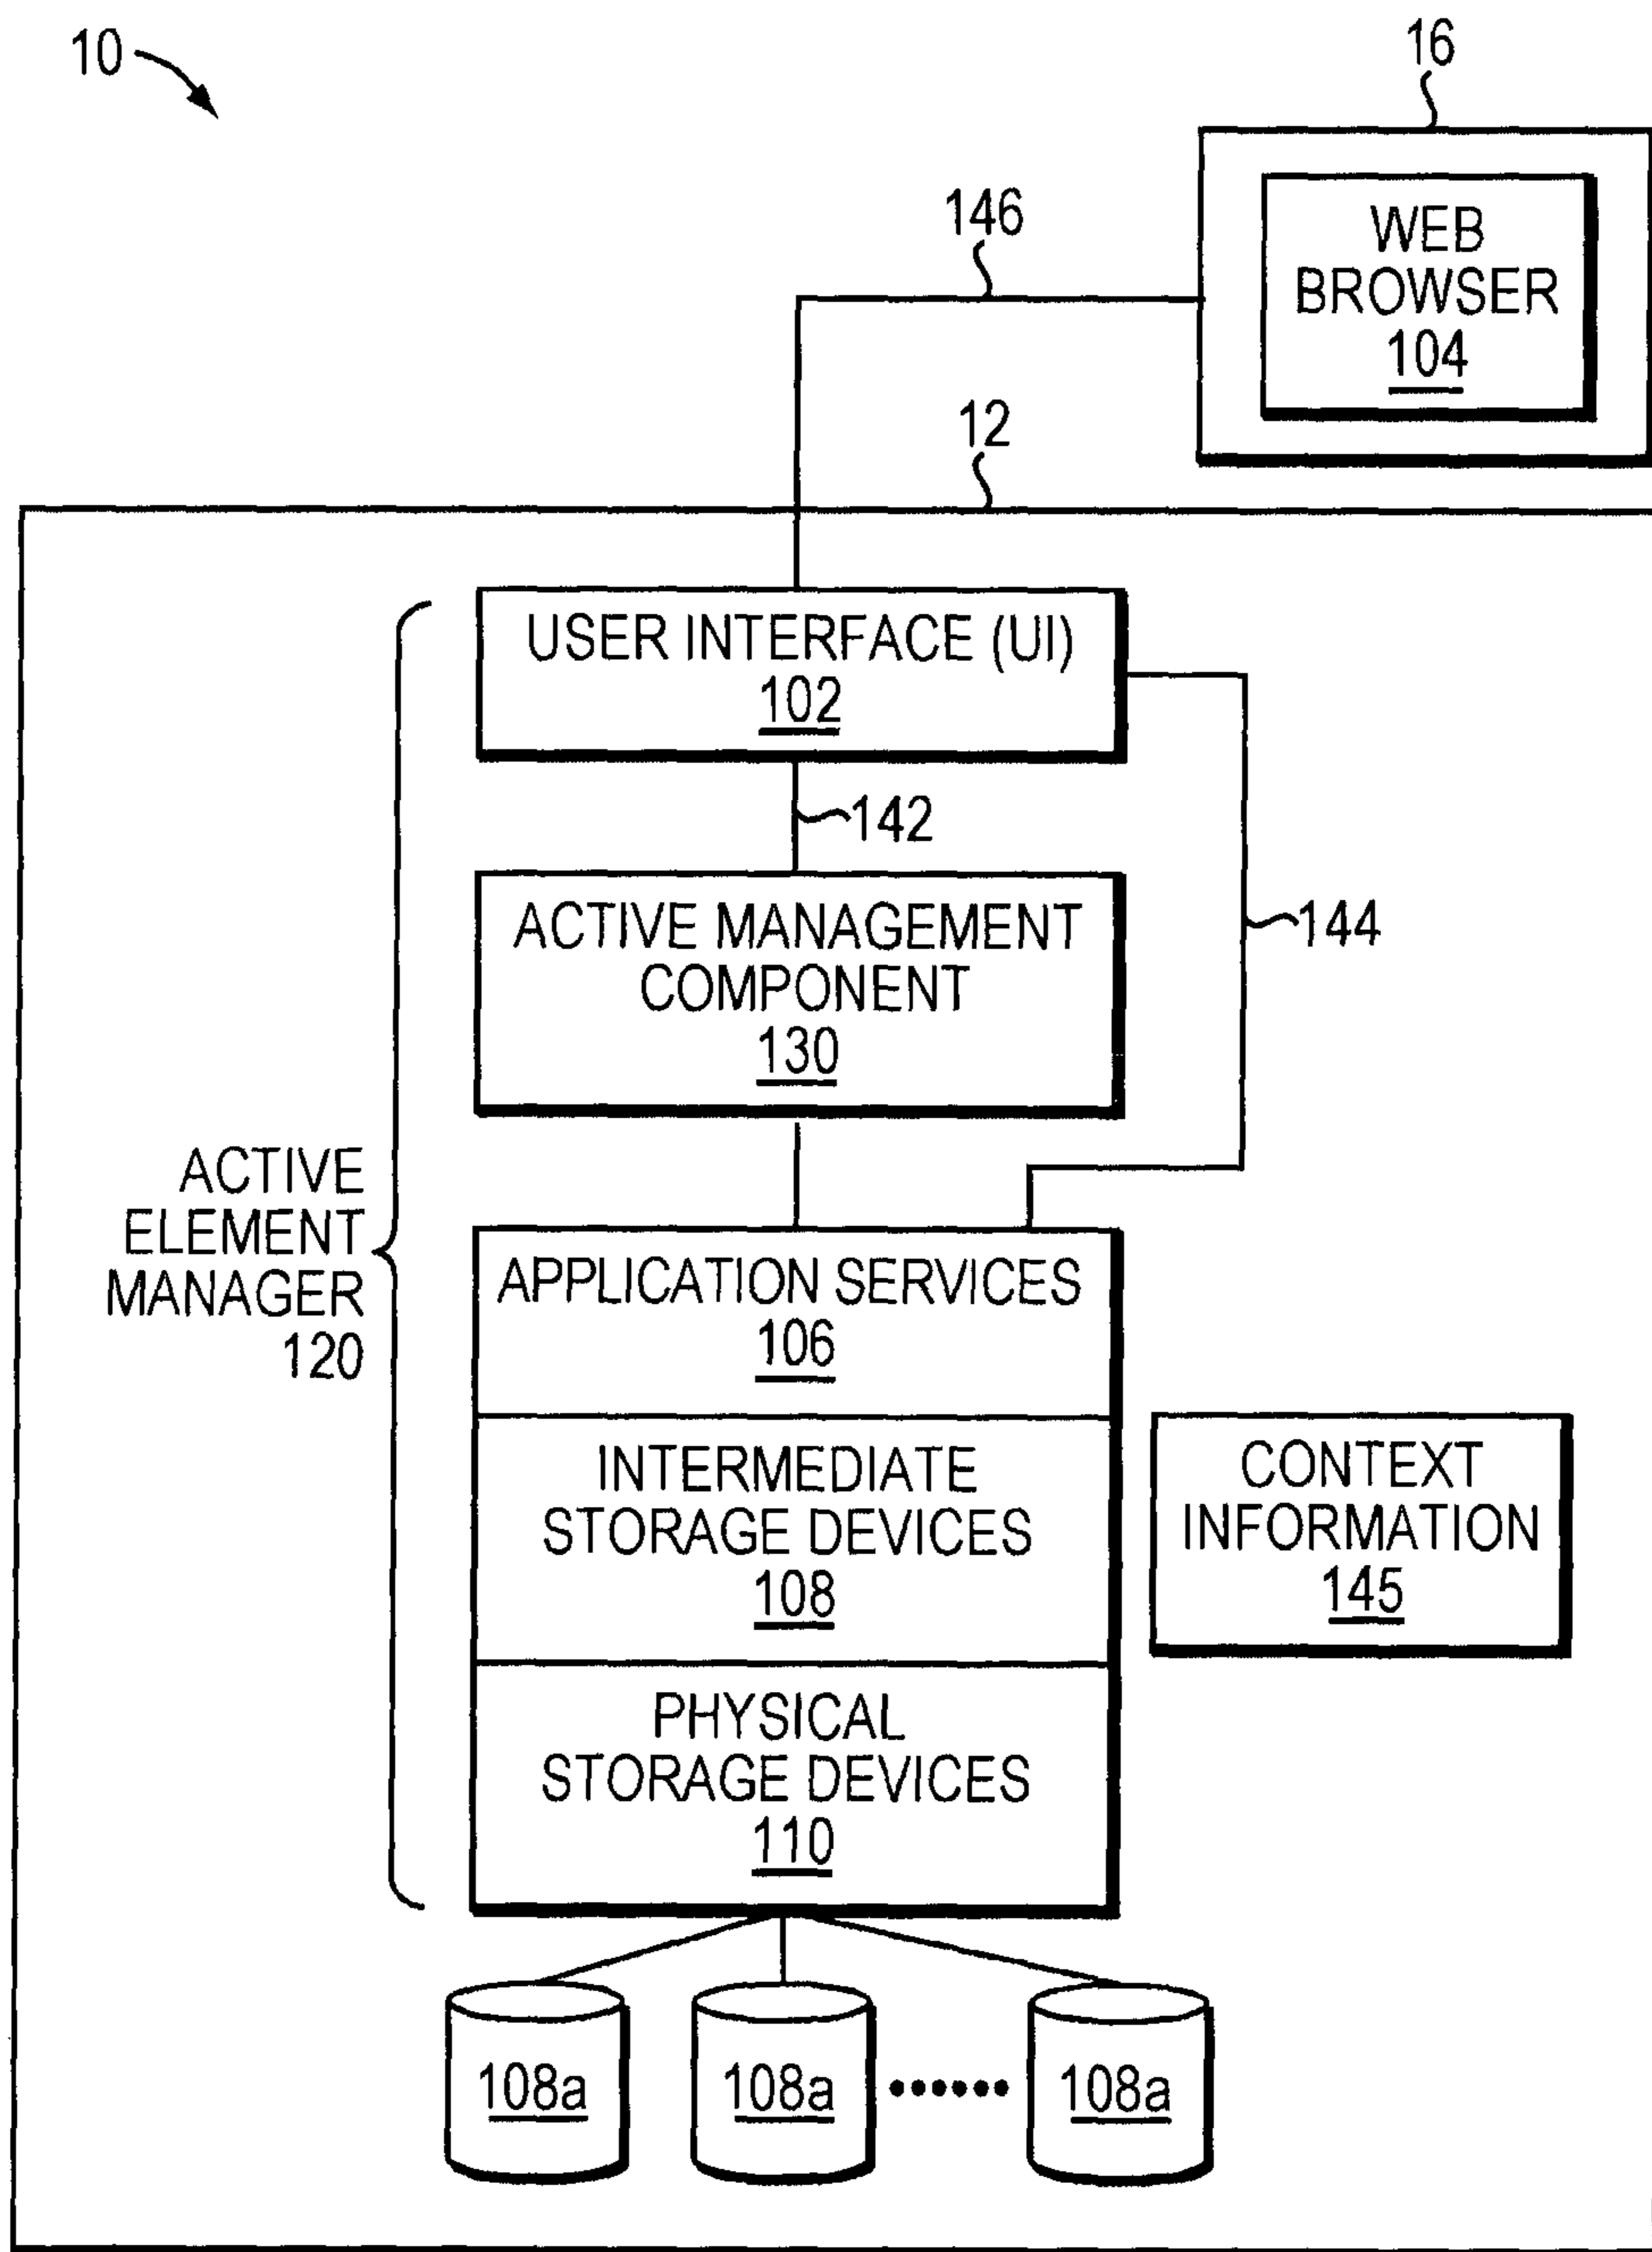 10
16
146
WEB
BROWSER
104
12
USER INTERFACE (UI)
102
142
ACTIVE MANAGEMENT
COMPONENT
130
144
ACTIVE
ELEMENT
MANAGER
120
APPLICATION SERVICES
106
INTERMEDIATE
STORAGE DEVICES
108
CONTEXT
INFORMATION
145
PHYSICAL
STORAGE DEVICES
110
108a
108a
108a